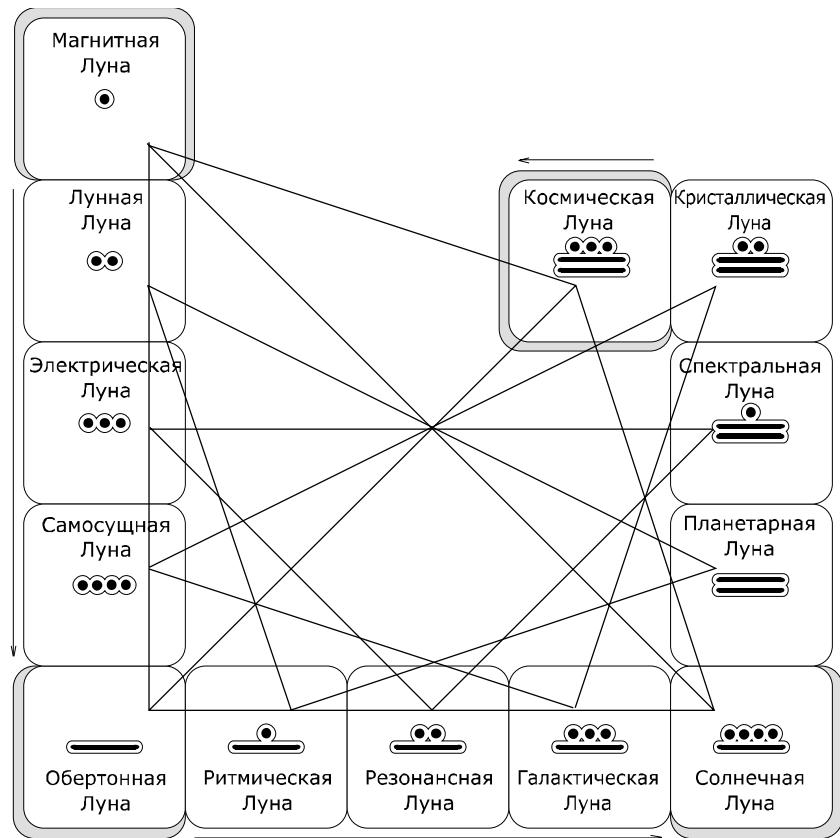 Магнитная
Луна
Лунная
Луна
Космическая
Луна
Кристаллическая
Луна
Электрическая
Луна
Спектральная
Луна
Самосущная
Луна
Планетарная
Луна
Обертонная
Луна
Ритмическая
Луна
Резонансная
Луна
Галактическая
Луна
Солнечная
Луна